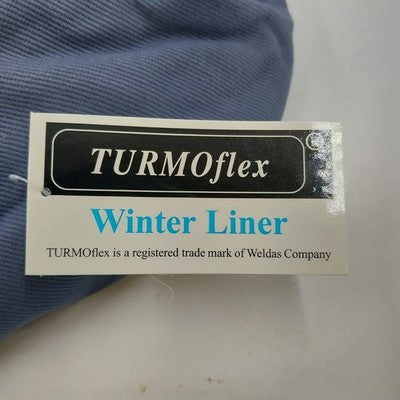 TURMOflex ®
Winter Liner
TURMOflex is a registered trade mark of Weldas Company